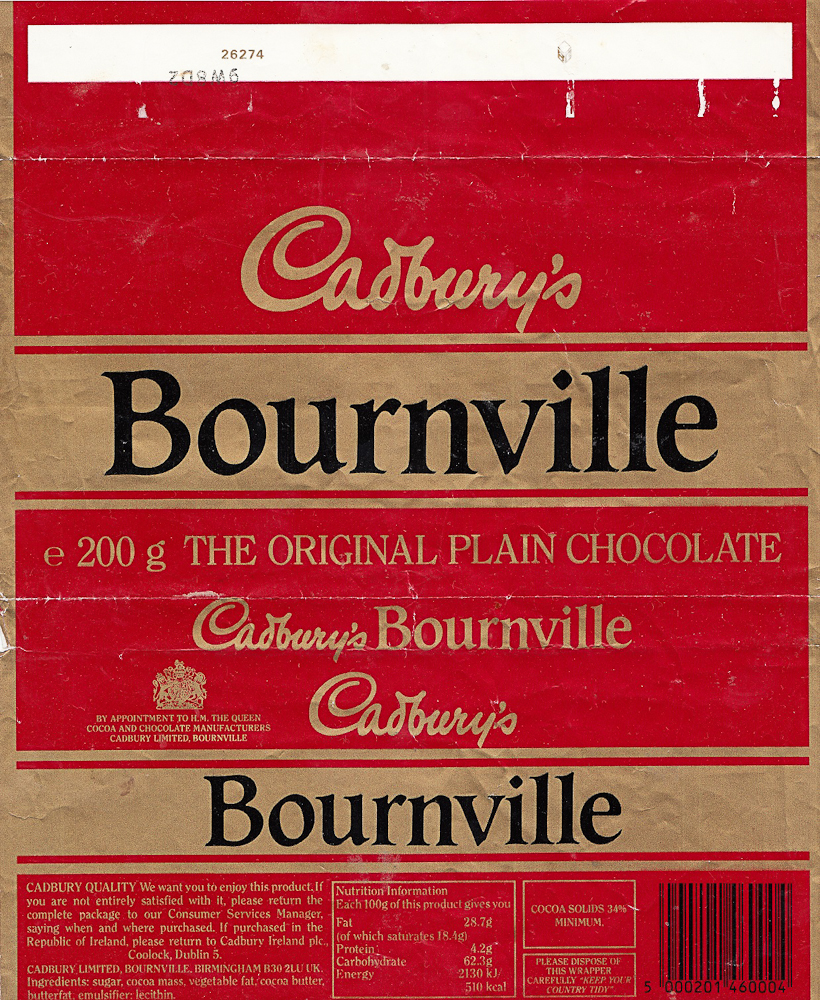 26274
Z08M6
Cadbury's
Bournville
e 200 g THE ORIGINAL PLAIN CHOCOLATE
Cadbury's Bournville
Cadbury's
BY APPOINTMENT TO H.M. THE QUEEN
COCOA AND CHOCOLATE MANUFACTURERS
CADBURY LIMITED, BOURNVILLE
Bournville
CADBURY QUALITY We want you to enjoy this product. If
you are not entirely satisfied with it, please return the
complete package to our Consumer Services Manager,
saying when and where purchased. If purchased in the
Republic of Ireland, please return to Cadbury Ireland plc.,
Coolock, Dublin 5.
CADBURY LIMITED, BOURNVILLE, BIRMINGHAM B30 2LU UK.
Ingredients: sugar, cocoa mass, vegetable fat, cocoa butter,
butterfat, emulsifier: lecithin.
Nutrition Information
Each 100g of this product gives you
Fat 28.7g
(of which saturates 18.4g)
Protein 4.2g
Carbohydrate 62.3g
Energy 2130 kJ/
510 kcal
COCOA SOLIDS 34%
MINIMUM.
PLEASE DISPOSE OF
THIS WRAPPER
CAREFULLY "KEEP YOUR
COUNTRY TIDY".
5 000201 460004